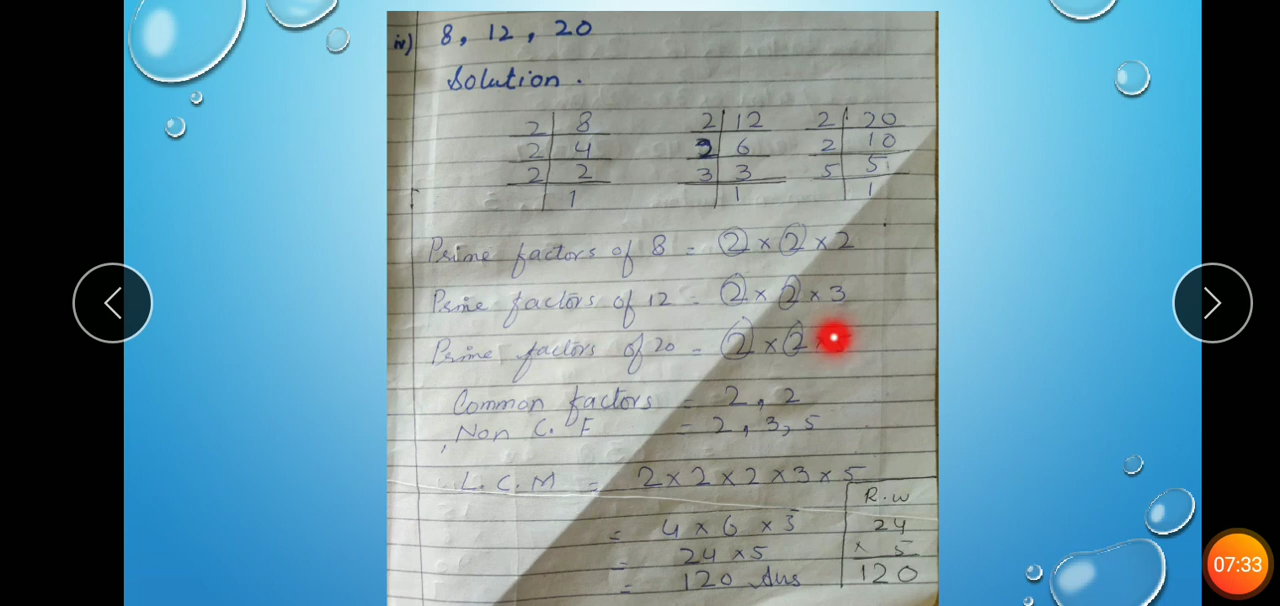 iv) 8, 12, 20
Solution.
2 | 8
2 | 4
2 | 2
1
2 | 12
2 | 6
3 | 3
1
2 | 20
2 | 10
5 | 5
1
Prime factors of 8 = 2 × 2 × 2
Prime factors of 12 = 2 × 2 × 3
Prime factors of 20 = 2 × 2 ×
Common factors = 2, 2
Non C. F = 2, 3, 5
L. C. M = 2 × 2 × 2 × 3 × 5
= 4 × 6 × 5
= 24 × 5
= 120 Ans
R. W
24
× 5
120
07:33